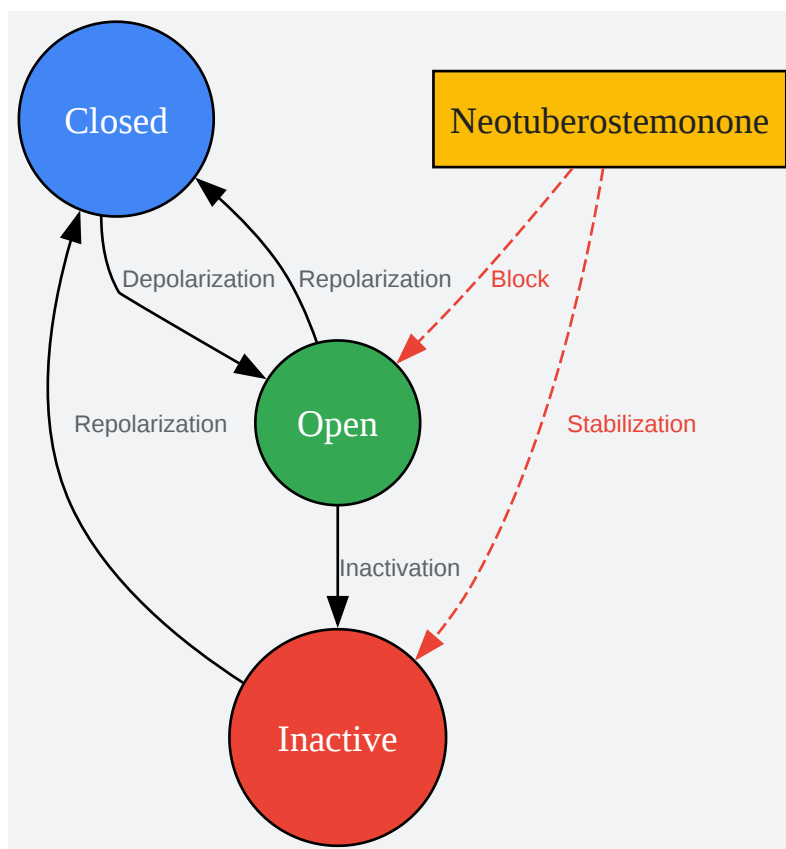 Closed
Neotuberostemonone
Depolarization
Repolarization
Block
Open
Repolarization
Stabilization
Inactivation
Inactive